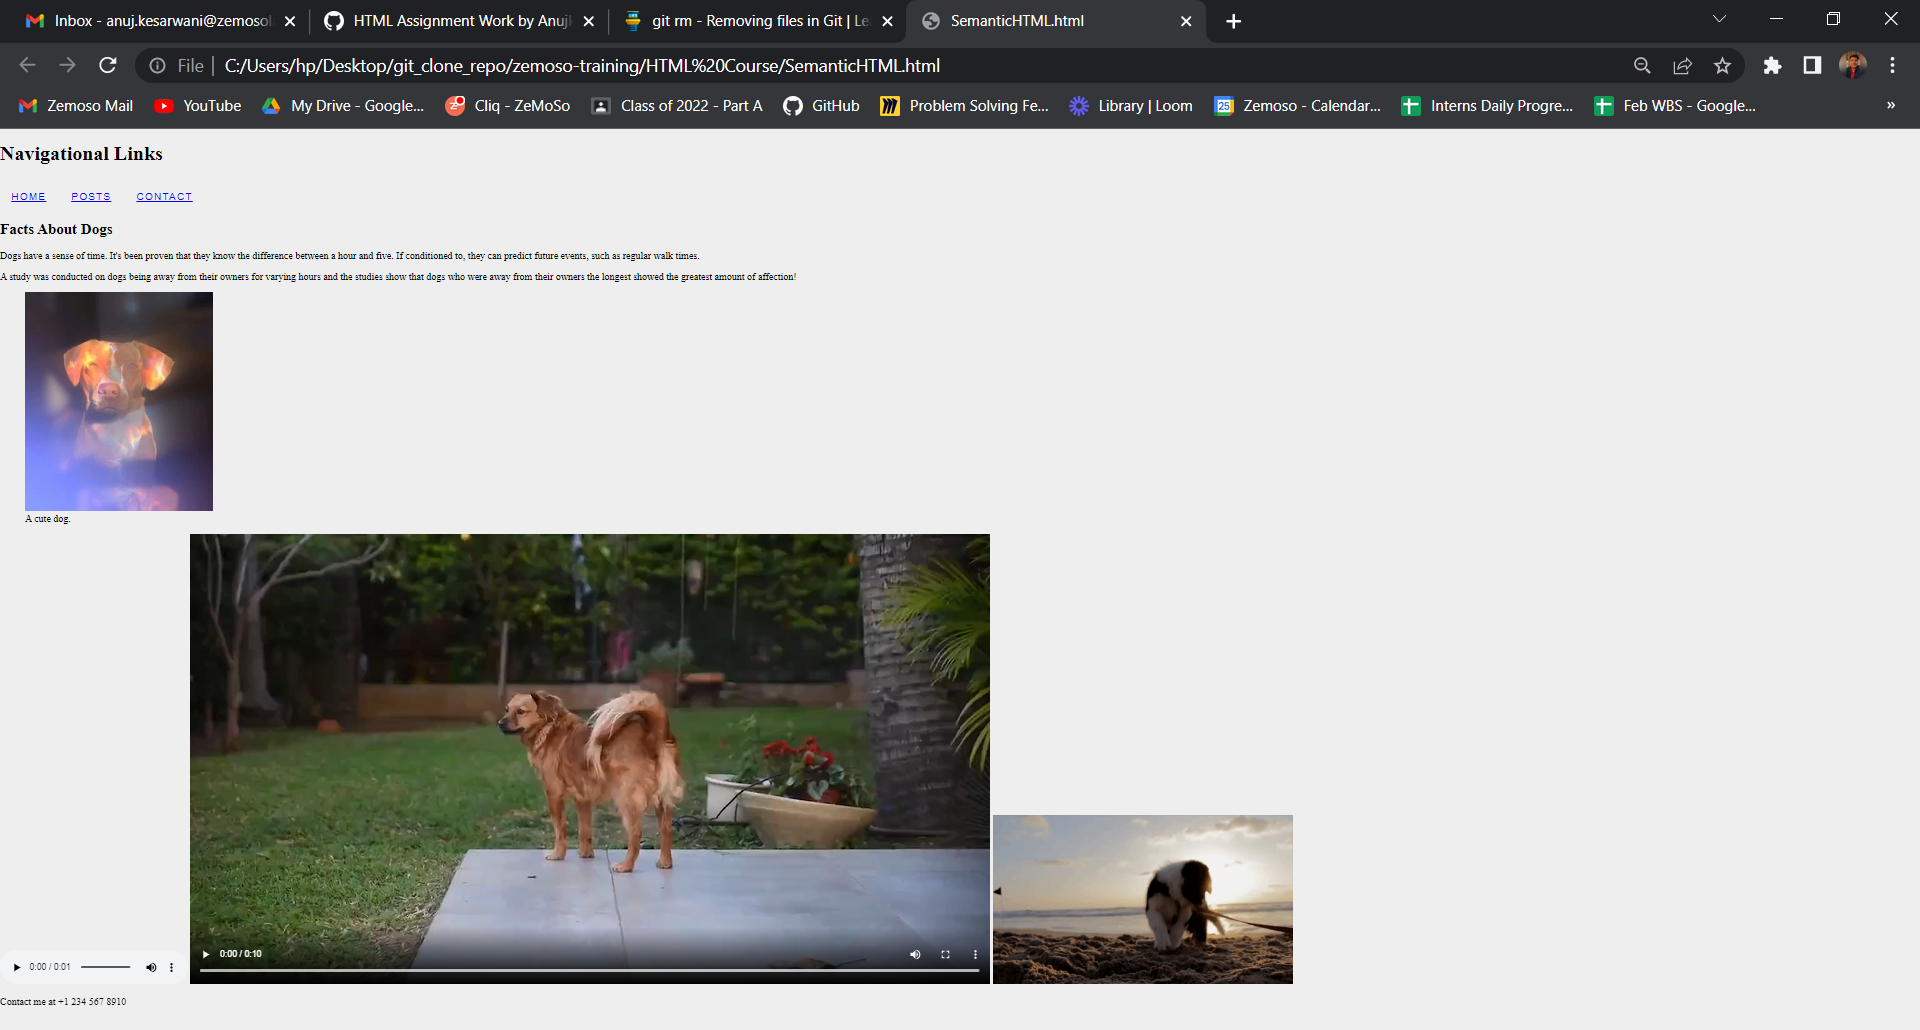 Inbox - anuj.kesarwani@zemosol
HTML Assignment Work by Anujk
git rm - Removing files in Git | Le
SemanticHTML.html
File
C:/Users/hp/Desktop/git_clone_repo/zemoso-training/HTML%20Course/SemanticHTML.html
Zemoso Mail
YouTube
My Drive - Google...
Cliq - ZeMoSo
Class of 2022 - Part A
GitHub
Problem Solving Fe...
Library | Loom
25
Zemoso - Calendar...
Interns Daily Progre...
Feb WBS - Google...
»
Navigational Links
HOME POSTS CONTACT
Facts About Dogs
Dogs have a sense of time. It's been proven that they know the difference between a hour and five. If conditioned to, they can predict future events, such as regular walk times.
A study was conducted on dogs being away from their owners for varying hours and the studies show that dogs who were away from their owners the longest showed the greatest amount of affection!
A cute dog.
0:00 / 0:01
0:00 / 0:10
Contact me at +1 234 567 8910